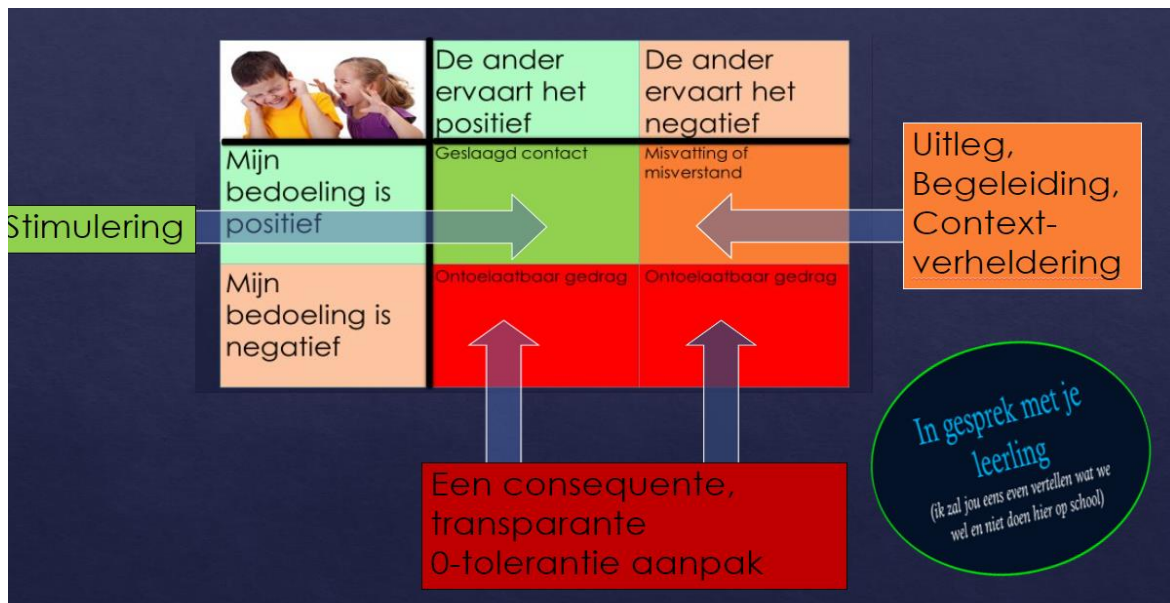 De ander
ervaart het
positief
De ander
ervaart het
negatief
Mijn
bedoeling is
positief
Geslaagd contact
Misvatting of
misverstand
Stimulering
Uitleg,
Begeleiding,
Context-
verheldering
Mijn
bedoeling is
negatief
Ontoelaatbaar gedrag
Ontoelaatbaar gedrag
Een consequente,
transparante
0-tolerantie aanpak
In gesprek met je
leerling
(ik zal jou eens even vertellen wat we
wel en niet doen hier op school)